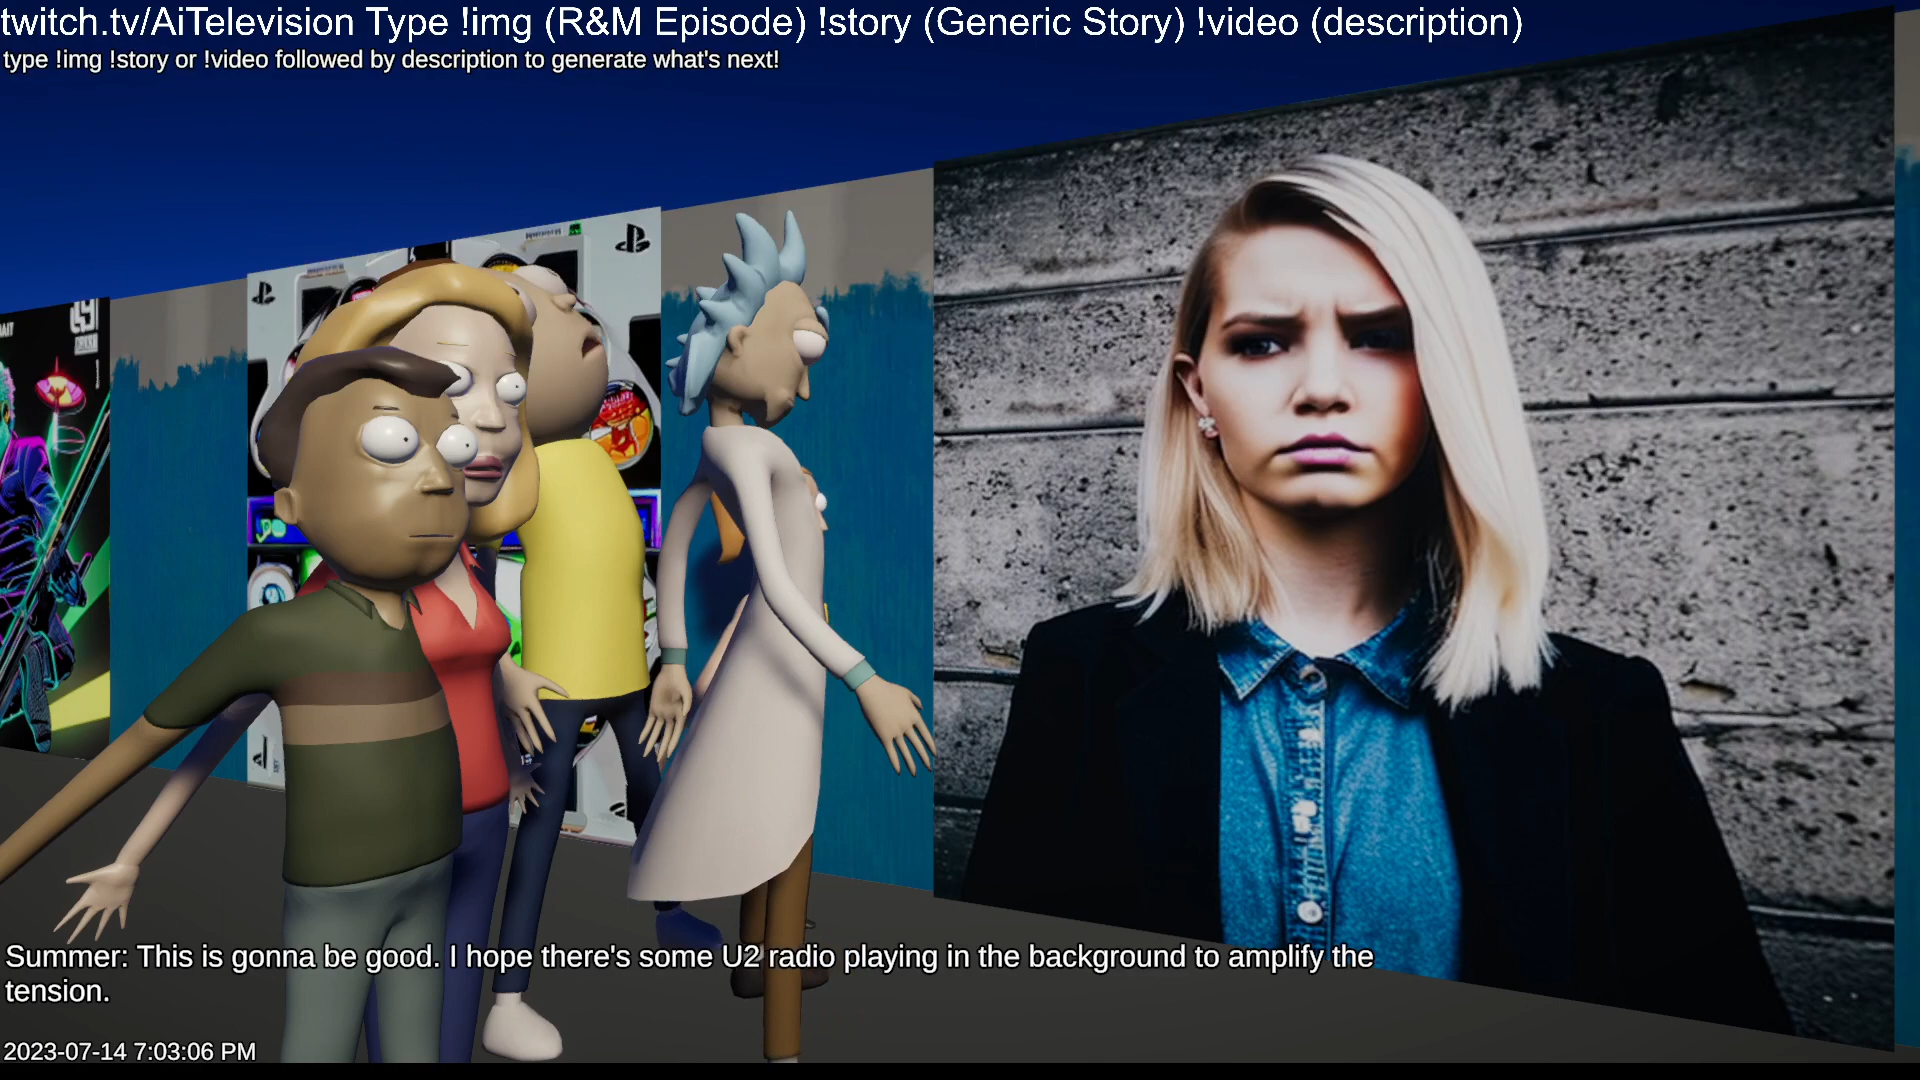 twitch.tv/AiTelevision Type !img (R&M Episode) !story (Generic Story) !video (description)
type !img !story or !video followed by description to generate what's next!
Summer: This is gonna be good. I hope there's some U2 radio playing in the background to amplify the
tension.
2023-07-14 7:03:06 PM